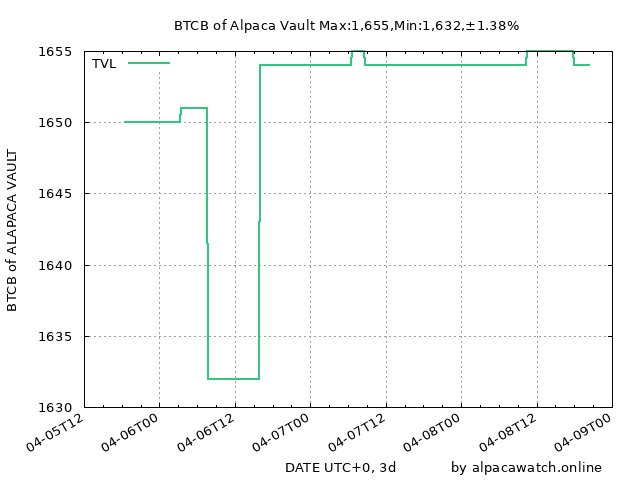 BTCB of Alpaca Vault Max:1,655,Min:1,632,±1.38%
TVL
BTCB of ALAPACA VAULT
1655
1650
1645
1640
1635
1630
04-05T12
04-06T00
04-06T12
04-07T00
04-07T12
04-08T00
04-08T12
04-09T00
DATE UTC+0, 3d
by alpacawatch.online